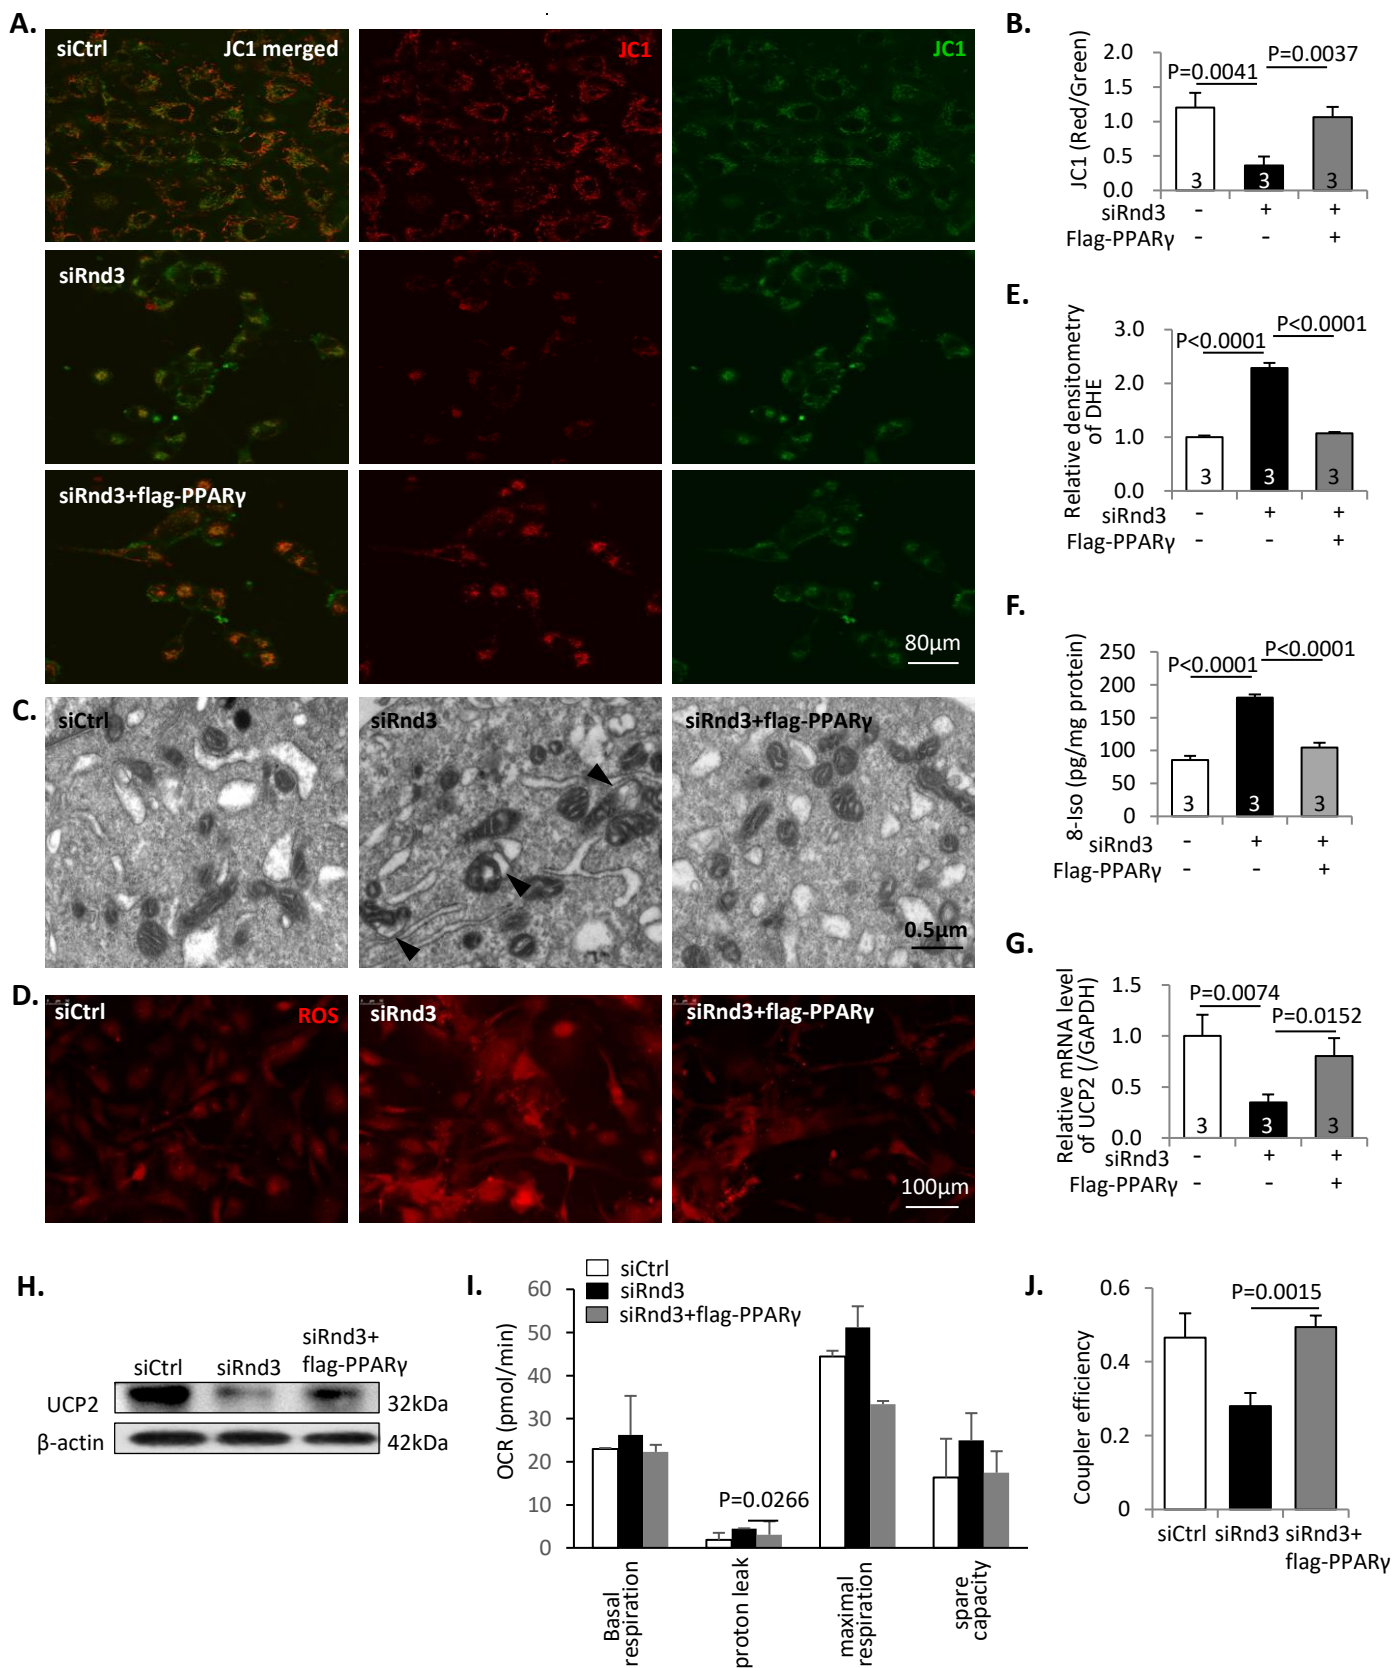 A.
siCtrl
JC1 merged
JC1
JC1
siRnd3
siRnd3+flag-PPARγ
80μm
B.
JC1 (Red/Green)
2.0
1.5
1.0
0.5
0.0
P=0.0041
P=0.0037
3
3
3
siRnd3 - + +
Flag-PPARγ - - +
C.
siCtrl
siRnd3
siRnd3+flag-PPARγ
0.5μm
D.
siCtrl
ROS
siRnd3
siRnd3+flag-PPARγ
100μm
E.
Relative densitometry
of DHE
3.0
2.0
1.0
0.0
P<0.0001
P<0.0001
3
3
3
siRnd3 - + +
Flag-PPARγ - - +
F.
8-Iso (pg/mg protein)
250
200
150
100
50
0
P<0.0001
P<0.0001
3
3
3
siRnd3 - + +
Flag-PPARγ - - +
G.
Relative mRNA level
of UCP2 (/GAPDH)
1.5
1.0
0.5
0.0
P=0.0074
P=0.0152
3
3
3
siRnd3 - + +
Flag-PPARγ - - +
H.
siCtrl
siRnd3
siRnd3+
flag-PPARγ
UCP2
32kDa
β-actin
42kDa
I.
siCtrl
siRnd3
siRnd3+flag-PPARγ
OCR (pmol/min)
60
50
40
30
20
10
0
P=0.0266
Basal
respiration
proton leak
maximal
respiration
spare
capacity
J.
Coupler efficiency
0.6
0.4
0.2
0
P=0.0015
siCtrl
siRnd3
siRnd3+
flag-PPARγ